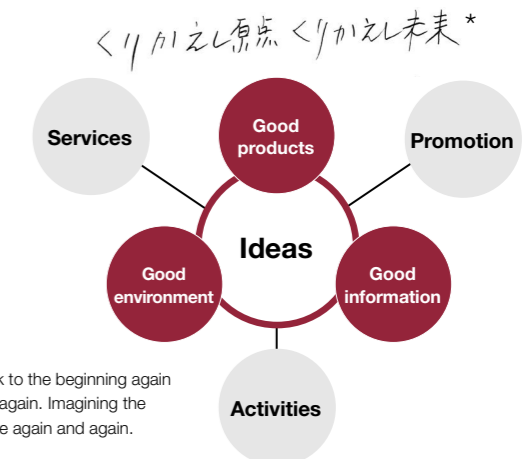 くりかえし原点 くりかえし未来*
Services
Good
products
Promotion
Ideas
Good
environment
Good
information
Activities
to the beginning again
again. Imagining the
again and again.